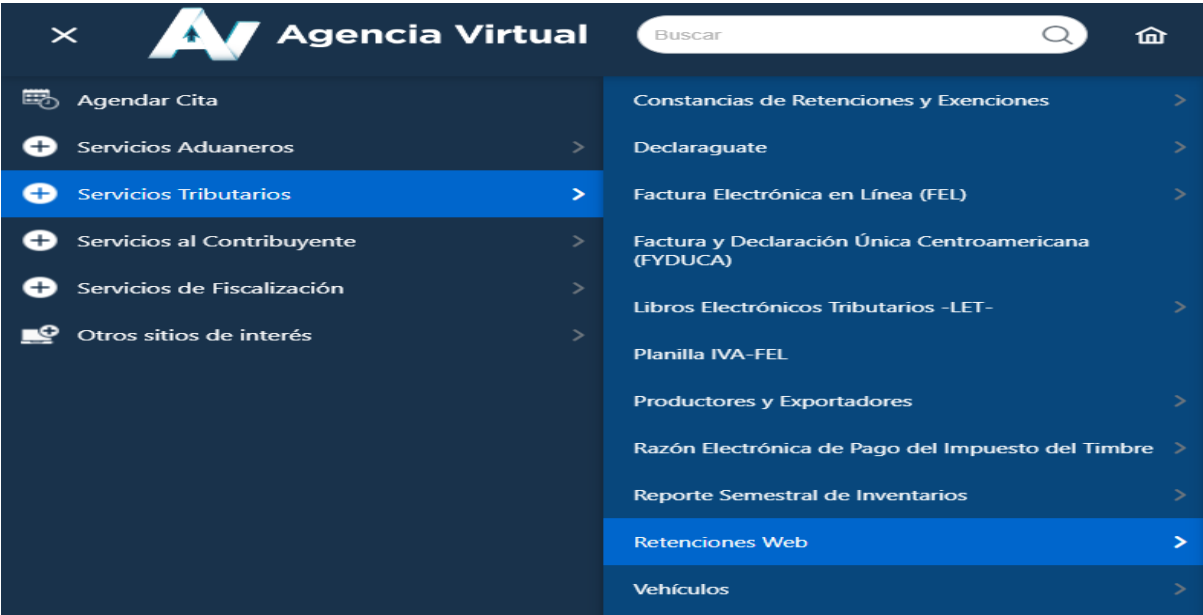 Agencia Virtual
Buscar
Agendar Cita
Servicios Aduaneros
Servicios Tributarios
Servicios al Contribuyente
Servicios de Fiscalización
Otros sitios de interés
Constancias de Retenciones y Exenciones
Declaraguate
Factura Electrónica en Línea (FEL)
Factura y Declaración Única Centroamericana
(FYDUCA)
Libros Electrónicos Tributarios -LET-
Planilla IVA-FEL
Productores y Exportadores
Razón Electrónica de Pago del Impuesto del Timbre
Reporte Semestral de Inventarios
Retenciones Web
Vehículos